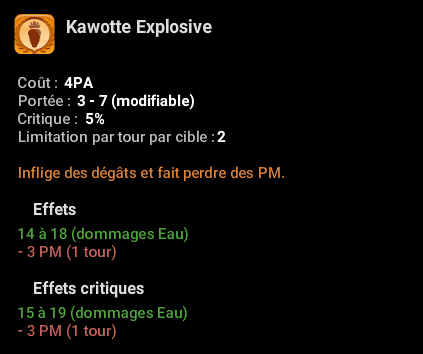 Kawotte Explosive
Coût : 4PA
Portée : 3 - 7 (modifiable)
Critique : 5%
Limitation par tour par cible : 2
Inflige des dégâts et fait perdre des PM.
Effets
14 à 18 (dommages Eau)
- 3 PM (1 tour)
Effets critiques
15 à 19 (dommages Eau)
- 3 PM (1 tour)